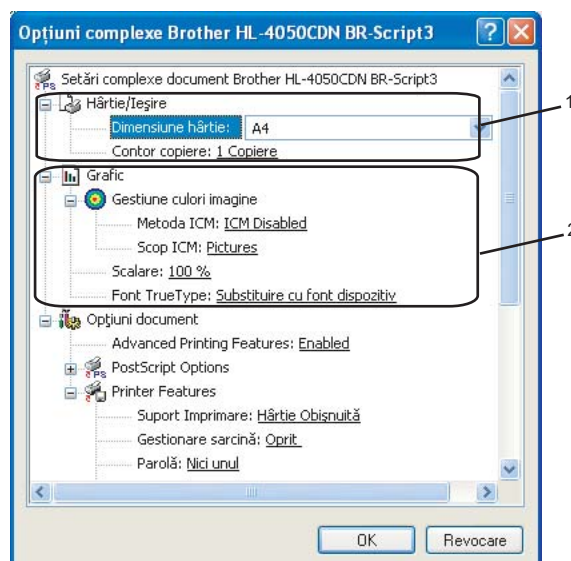 Opțiuni complexe Brother HL-4050CDN BR-Script3
Setări complexe document Brother HL-4050CDN BR-Script3
Hârtie/Ieşire
Dimensiune hârtie: A4
1
Contor copiere: 1 Copiere
Grafic
Gestiune culori imagine
Metoda ICM: ICM Disabled
2
Scop ICM: Pictures
Scalare: 100 %
Font TrueType: Substituire cu font dispozitiv
Opţiuni document
Advanced Printing Features: Enabled
PostScript Options
Printer Features
Suport Imprimare: Hârtie Obişnuită
Gestionare sarcină: Oprit
Parolă: Nici unul
OK
Revocare